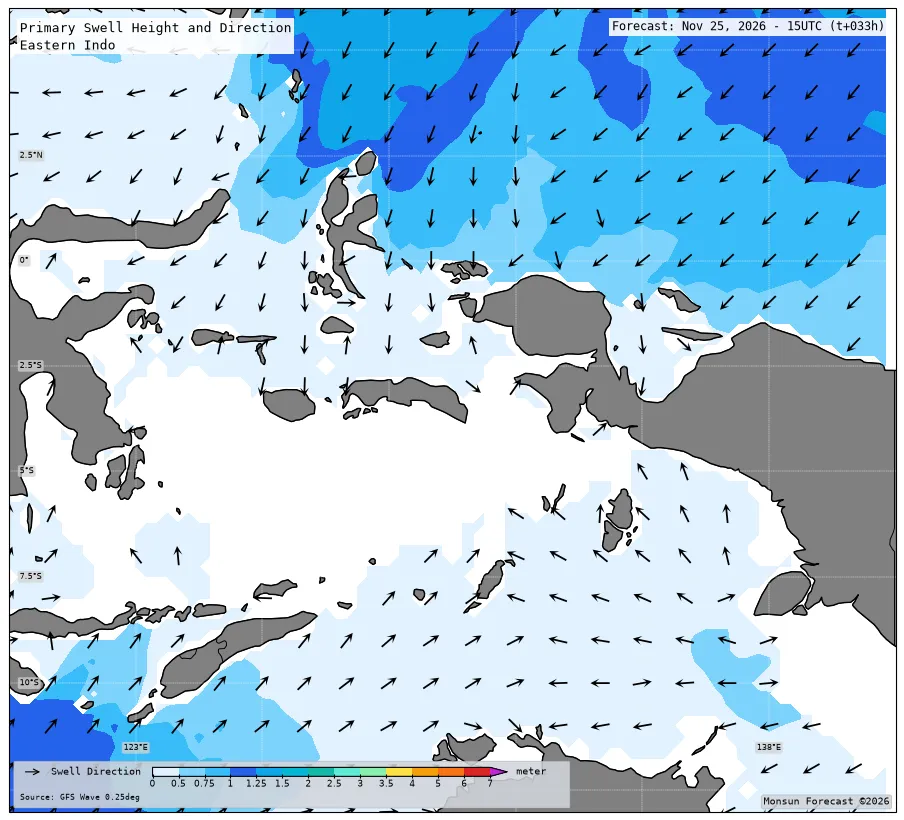 Primary Swell Height and Direction
Eastern Indo
Forecast: Nov 25, 2026 - 15UTC (t+033h)
2.5°N
0°
2.5°S
5°S
7.5°S
10°S
123°E
138°E
Swell Direction
0 0.5 0.75 1 1.25 1.5 2 2.5 3 3.5 4 5 6 7
meter
Source: GFS Wave 0.25deg
Monsun Forecast ©2026